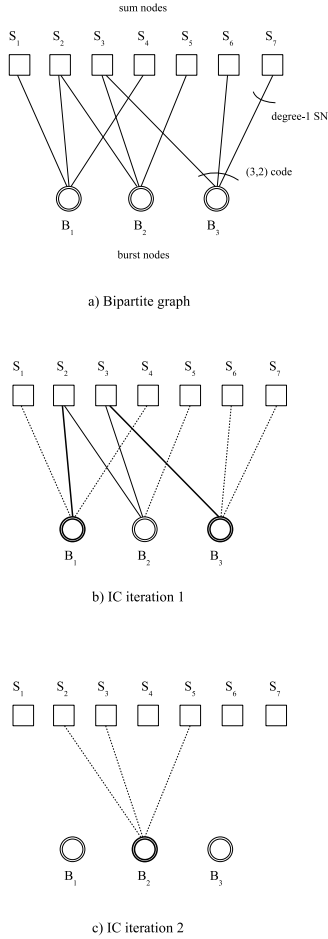 sum nodes
S1 S2 S3 S4 S5 S6 S7
degree-1 SN
(3,2) code
B1 B2 B3
burst nodes
a) Bipartite graph
S1 S2 S3 S4 S5 S6 S7
B1 B2 B3
b) IC iteration 1
S1 S2 S3 S4 S5 S6 S7
B1 B2 B3
c) IC iteration 2